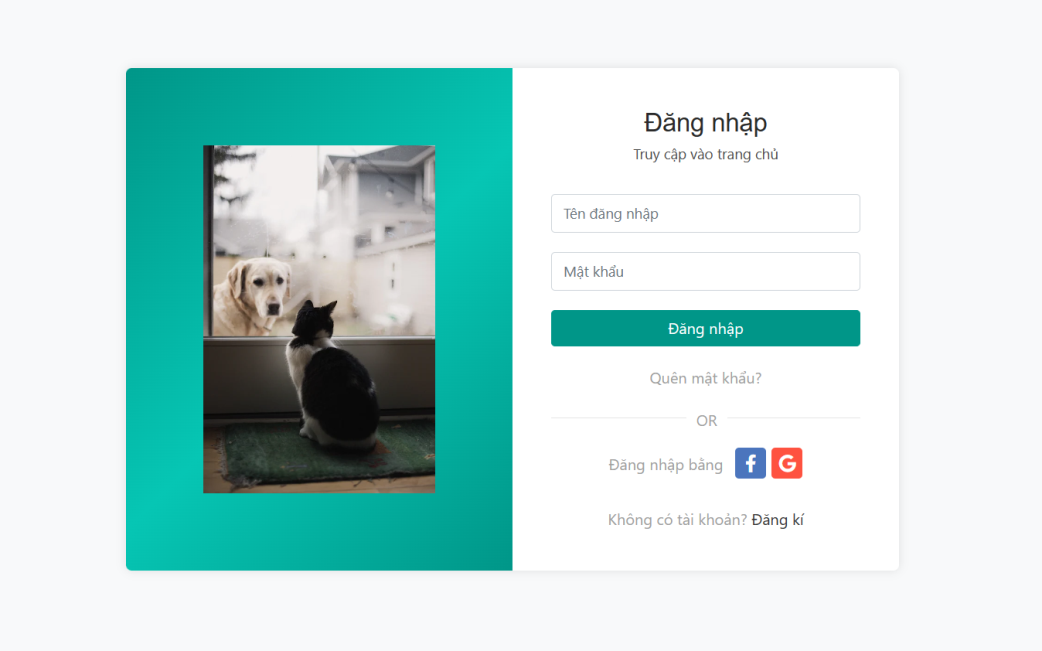 Đăng nhập
Truy cập vào trang chủ
Tên đăng nhập
Mật khẩu
Đăng nhập
Quên mật khẩu?
OR
Đăng nhập bằng f G
Không có tài khoản? Đăng kí